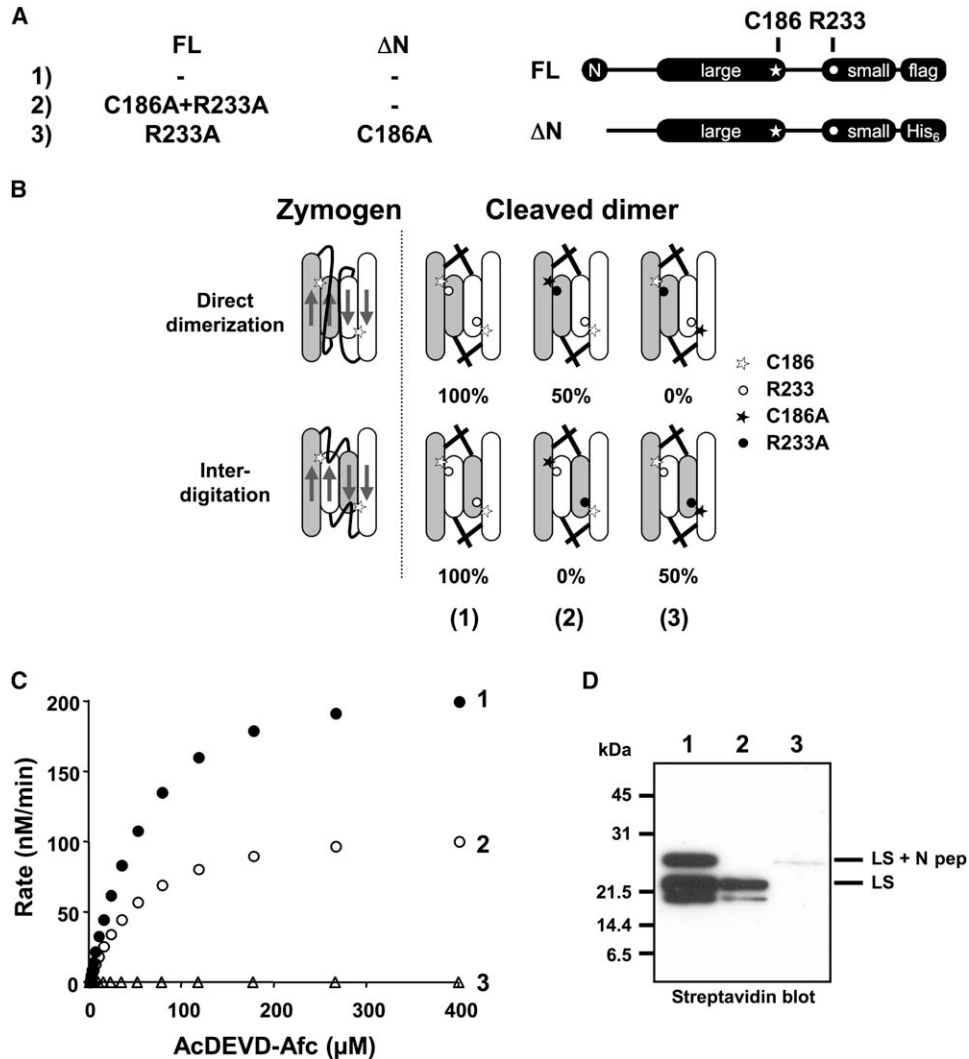 A
FL ΔN
1) - -
2) C186A+R233A -
3) R233A C186A
C186 R233
FL N large small flag
ΔN large small His6
B
Zymogen Cleaved dimer
Direct
dimerization
100% 50% 0%
C186
R233
C186A
R233A
Inter-
digitation
100% 0% 50%
(1) (2) (3)
C
Rate (nM/min)
200
150
100
50
0
1
2
3
0 100 200 300 400
AcDEVD-Afc (µM)
D
kDa 1 2 3
45
31
21.5
14.4
6.5
LS + N pep
LS
Streptavidin blot